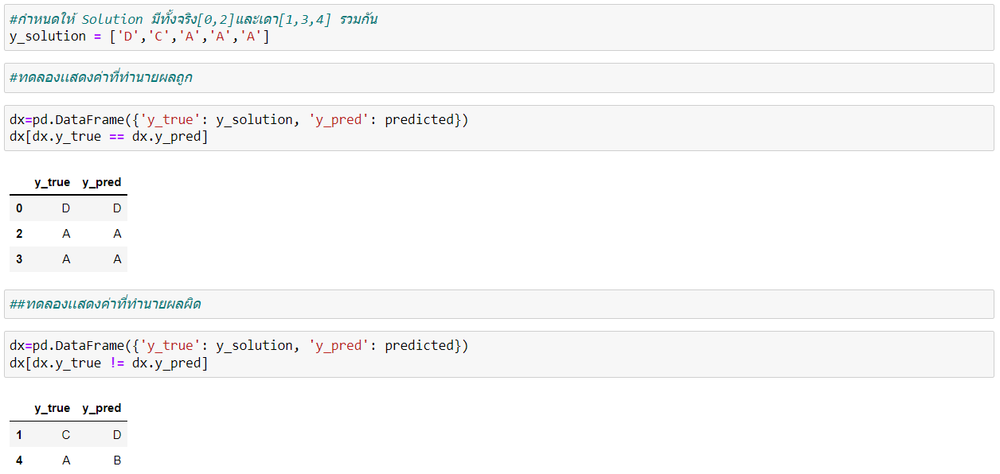 #กำหนดให้ Solution มีทั้งจริง[0,2]และเดา[1,3,4] รวมกัน
y_solution = ['D','C','A','A','A']
#ทดลองแสดงค่าที่ทำนายผลถูก
dx=pd.DataFrame({'y_true': y_solution, 'y_pred': predicted})
dx[dx.y_true == dx.y_pred]
y_true y_pred
0 D D
2 A A
3 A A
##ทดลองแสดงค่าที่ทำนายผลผิด
dx=pd.DataFrame({'y_true': y_solution, 'y_pred': predicted})
dx[dx.y_true != dx.y_pred]
y_true y_pred
1 C D
4 A B